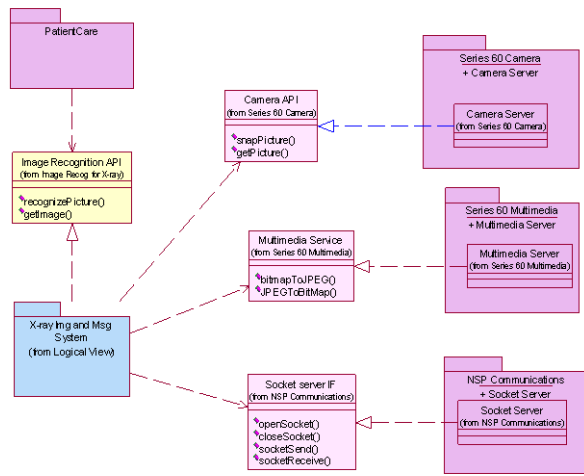 PatientCare
Image Recognition API
(from Image Recog for X-ray)
recognizePicture()
getImage()
X-ray Img and Msg
System
(from Logical View)
Camera API
(from Series 60 Camera)
snapPicture()
getPicture()
Multimedia Service
(from Series 60 Multimedia)
bitmapToJPEG()
JPEGToBitMap()
Socket server IF
(from NSP Communications)
openSocket()
closeSocket()
socketSend()
socketReceive()
Series 60 Camera
+ Camera Server
Camera Server
(from Series 60 Camera)
Series 60 Multimedia
+ Multimedia Server
Multimedia Server
(from Series 60 Multimedia)
NSP Communications
+ Socket Server
Socket Server
(from NSP Communications)